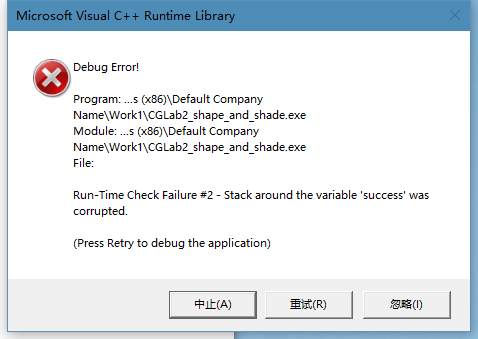 Microsoft Visual C++ Runtime Library
Debug Error!
Program: ...s (x86)\Default Company
Name\Work1\CGLab2_shape_and_shade.exe
Module: ...s (x86)\Default Company
Name\Work1\CGLab2_shape_and_shade.exe
File:
Run-Time Check Failure #2 - Stack around the variable 'success' was
corrupted.
(Press Retry to debug the application)
中止(A) 重试(R) 忽略(I)